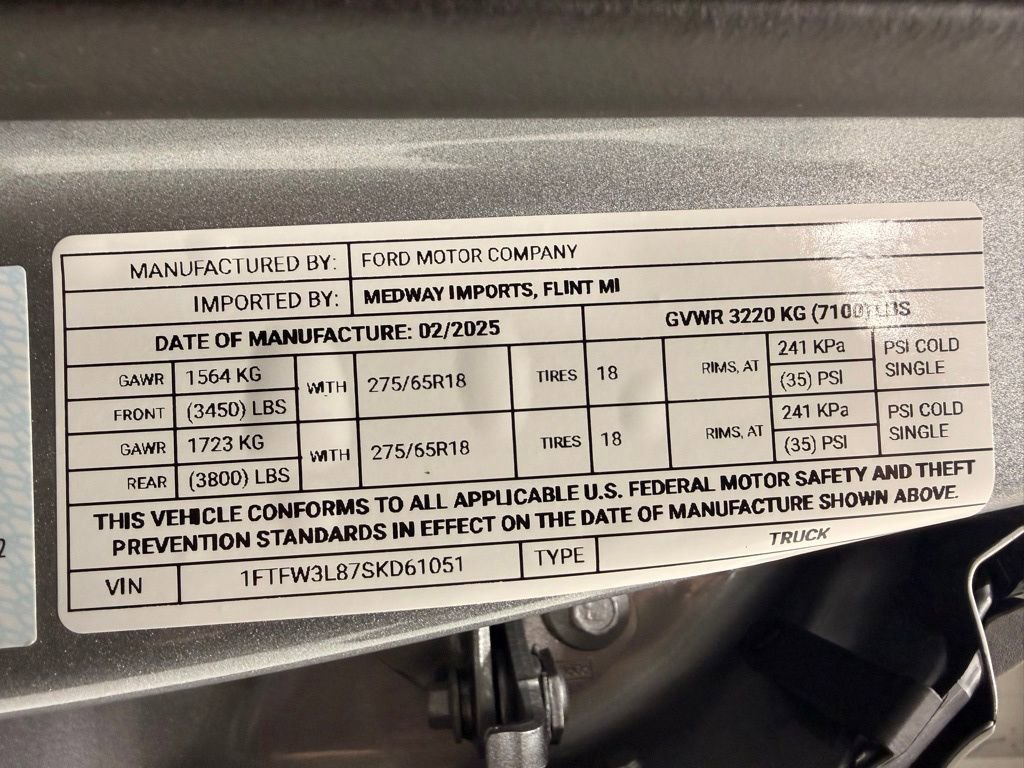 MANUFACTURED BY: FORD MOTOR COMPANY
IMPORTED BY: MEDWAY IMPORTS, FLINT MI
DATE OF MANUFACTURE: 02/2025 GVWR 3220 KG (7100) LBS
GAWR 1564 KG WITH 275/65R18 TIRES 18 RIMS, AT 241 KPa PSI COLD
FRONT (3450) LBS (35) PSI SINGLE
GAWR 1723 KG WITH 275/65R18 TIRES 18 RIMS, AT 241 KPa PSI COLD
REAR (3800) LBS (35) PSI SINGLE
THIS VEHICLE CONFORMS TO ALL APPLICABLE U.S. FEDERAL MOTOR SAFETY AND THEFT
PREVENTION STANDARDS IN EFFECT ON THE DATE OF MANUFACTURE SHOWN ABOVE.
VIN 1FTFW3L87SKD61051 TYPE TRUCK
2